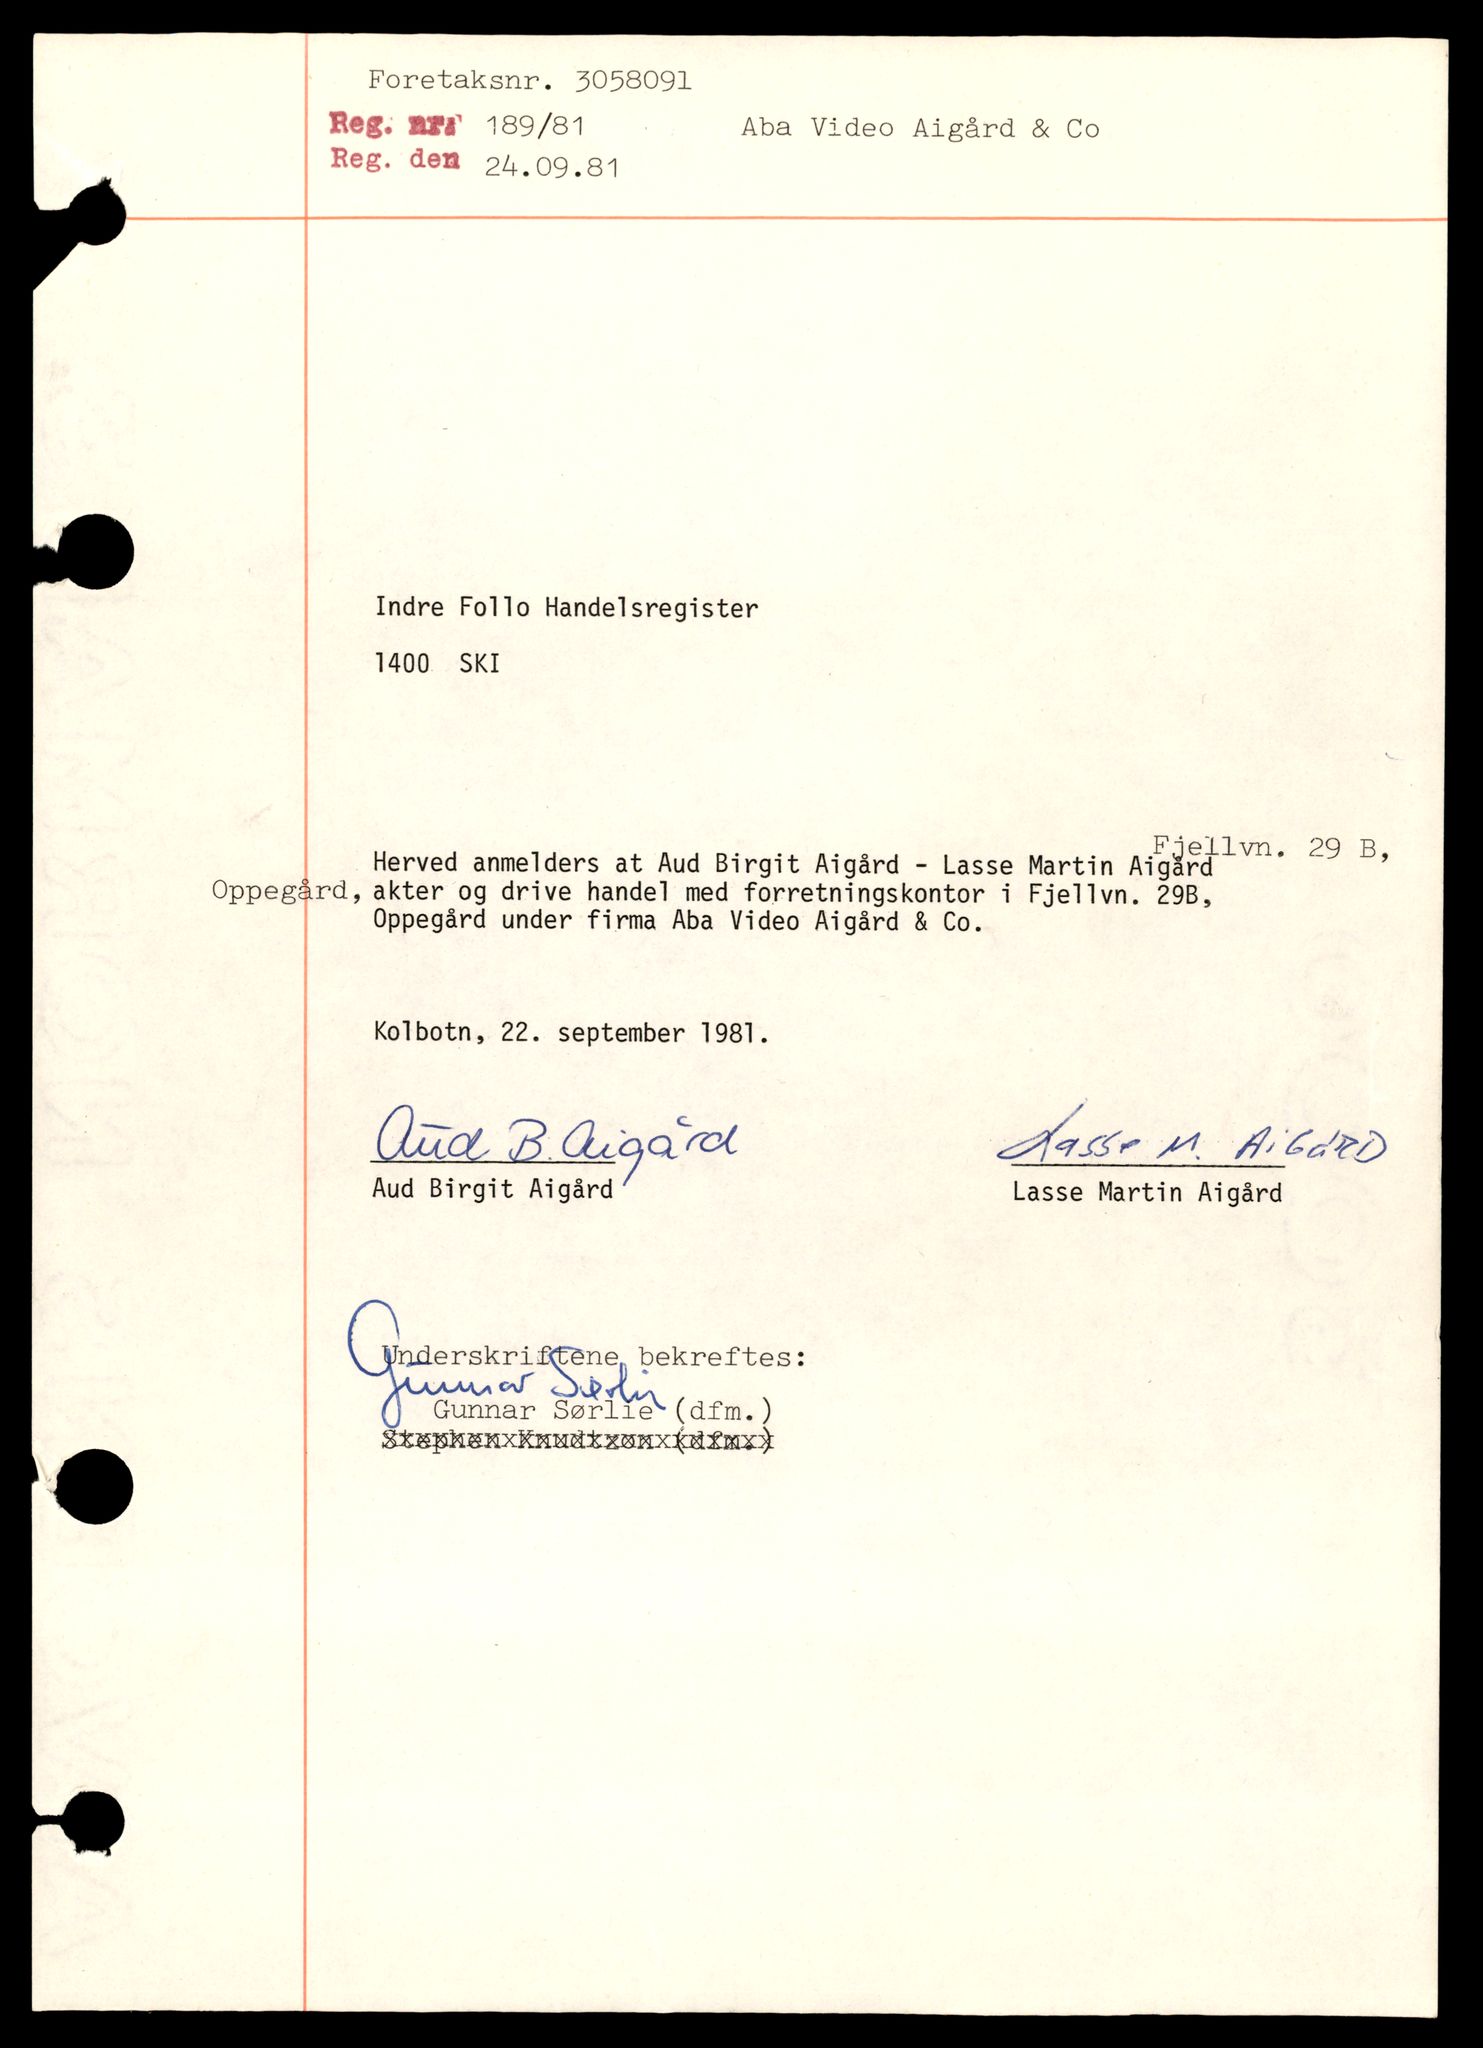 Foretaksnr. 3058091
Reg. nr. 189/81 Aba Video Aigård & Co
Reg. den 24.09.81
Indre Follo Handelsregister
1400 SKI
Fjellvn. 29 B,
Herved anmelders at Aud Birgit Aigård - Lasse Martin Aigård
Oppegård, akter og drive handel med forretningskontor i Fjellvn. 29B,
Oppegård under firma Aba Video Aigård & Co.
Kolbotn, 22. september 1981.
Aud B. Aigård Lasse M. Aigård
Aud Birgit Aigård Lasse Martin Aigård
Underskriftene bekreftes:
Gunnar Sørlie
Gunnar Sørlie (dfm.)
Stephen Knudtzon (dfm.)